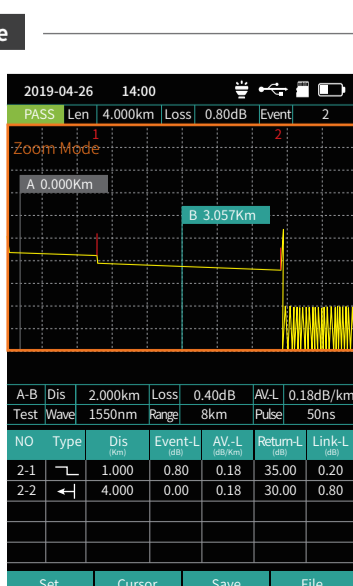 e
2019-04-26 14:00
PASS Len 4.000km Loss 0.80dB Event 2
1 2
Zoom Mode
A 0.000Km
B 3.057Km
A-B Dis 2.000km Loss 0.40dB AV.-L 0.18dB/km
Test Wave 1550nm Range 8km Pulse 50ns
NO Type Dis Event-L AV.-L Return-L Link-L
(Km) (dB) (dB/Km) (dB) (dB)
2-1 1.000 0.80 0.18 35.00 0.20
2-2 4.000 0.00 0.18 30.00 0.80
Set Cursor Save File